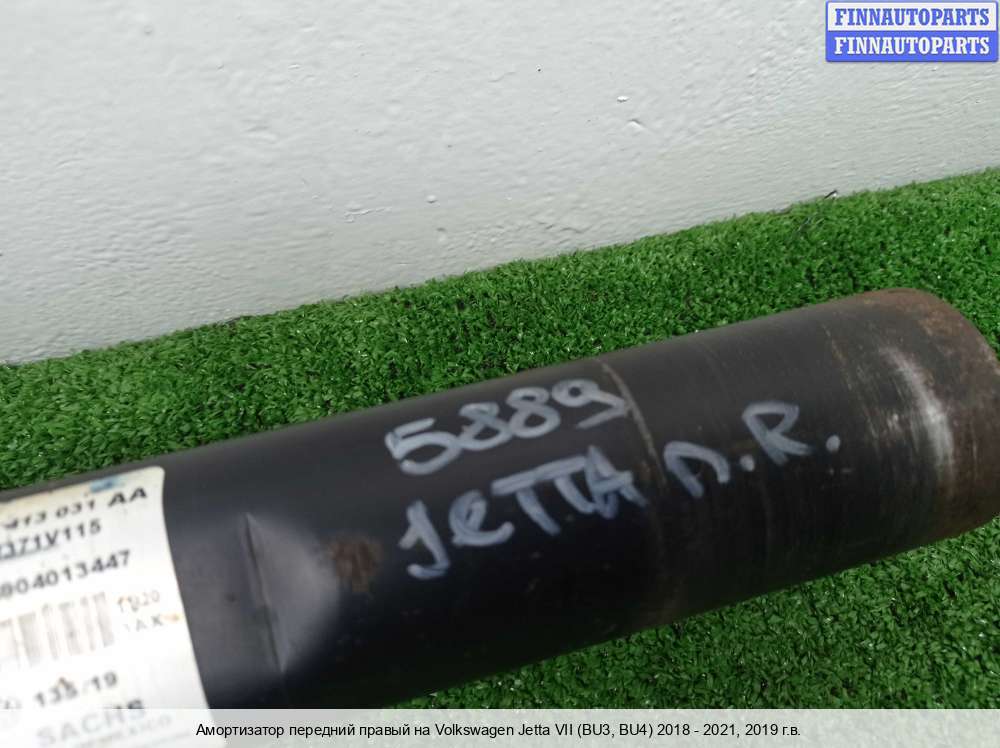 FINNAUTOPARTS
FINNAUTOPARTS
5889
JeTTA П.R.
413 031 AA
371V115
904013447
135/19
SACHS
Амортизатор передний правый на Volkswagen Jetta VII (BU3, BU4) 2018 - 2021, 2019 г.в.